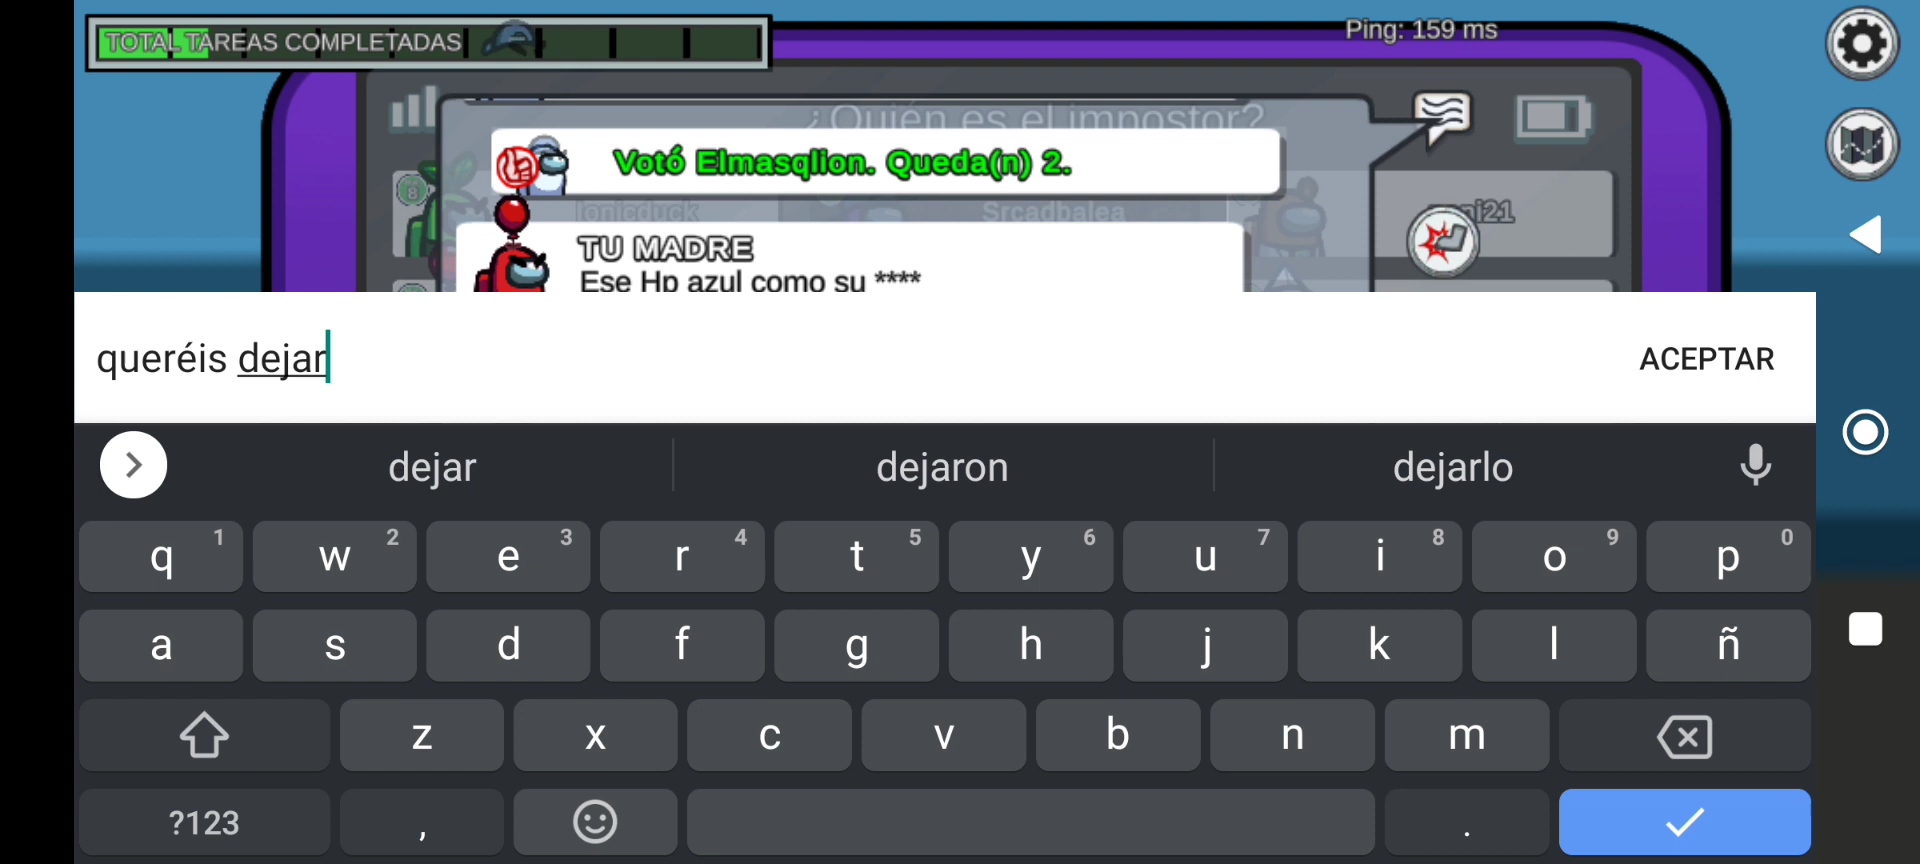 TOTAL TAREAS COMPLETADAS
Ping: 159 ms
¿Quién es el impostor?
Votó Elmasqlion. Queda(n) 2.
Ionicduck
Srcadbalea
TU MADRE
Ese Hp azul como su ****
queréis dejar
ACEPTAR
dejar
dejaron
dejarlo
q 1 w 2 e 3 r 4 t 5 y 6 u 7 i 8 o 9 p 0
a s d f g h j k l ñ
z x c v b n m
?123 , .